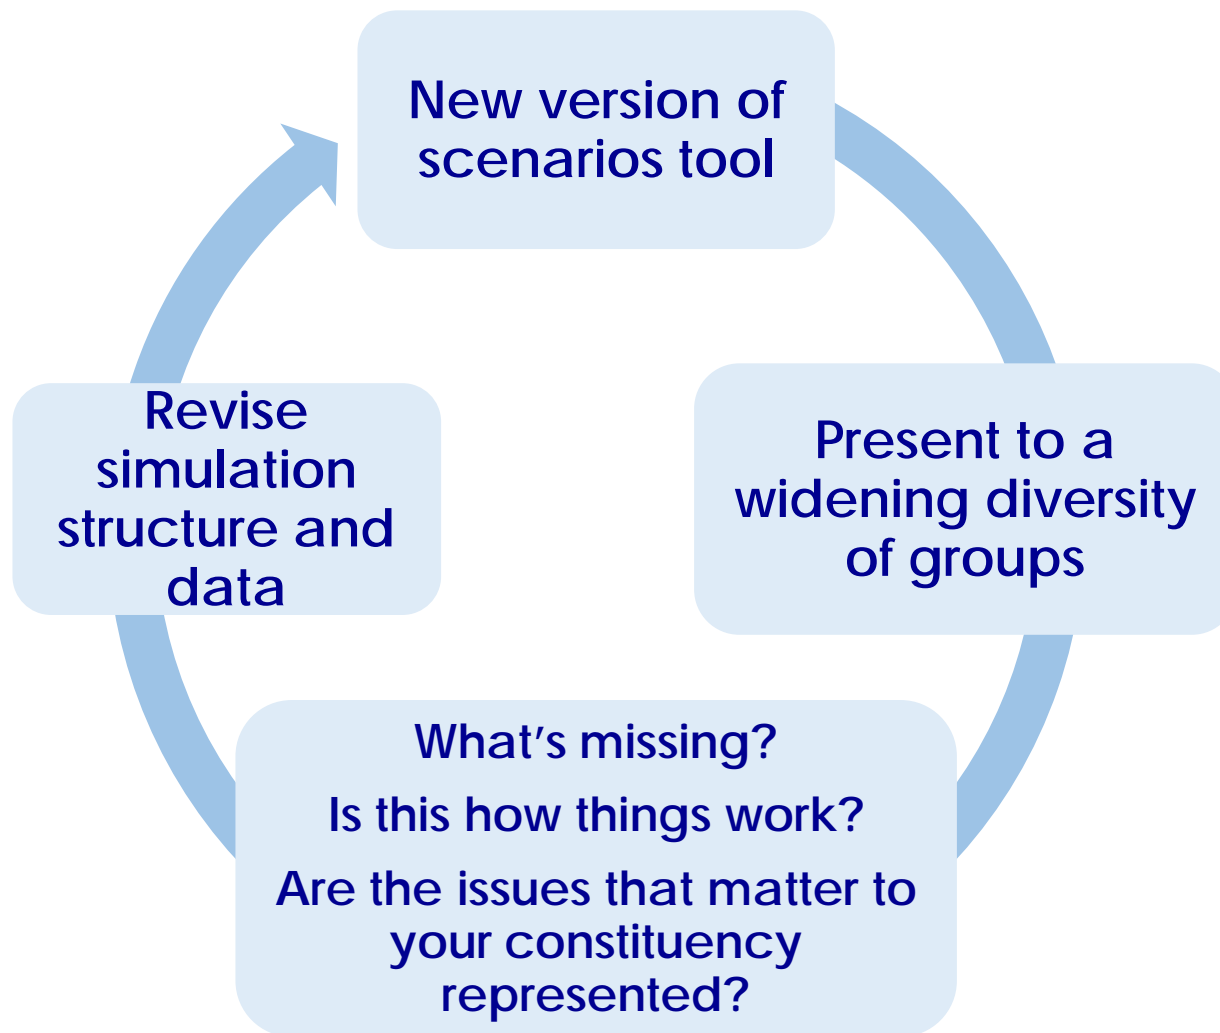 New version of
scenarios tool
Present to a
widening diversity
of groups
What's missing?
Is this how things work?
Are the issues that matter to
your constituency
represented?
Revise
simulation
structure and
data